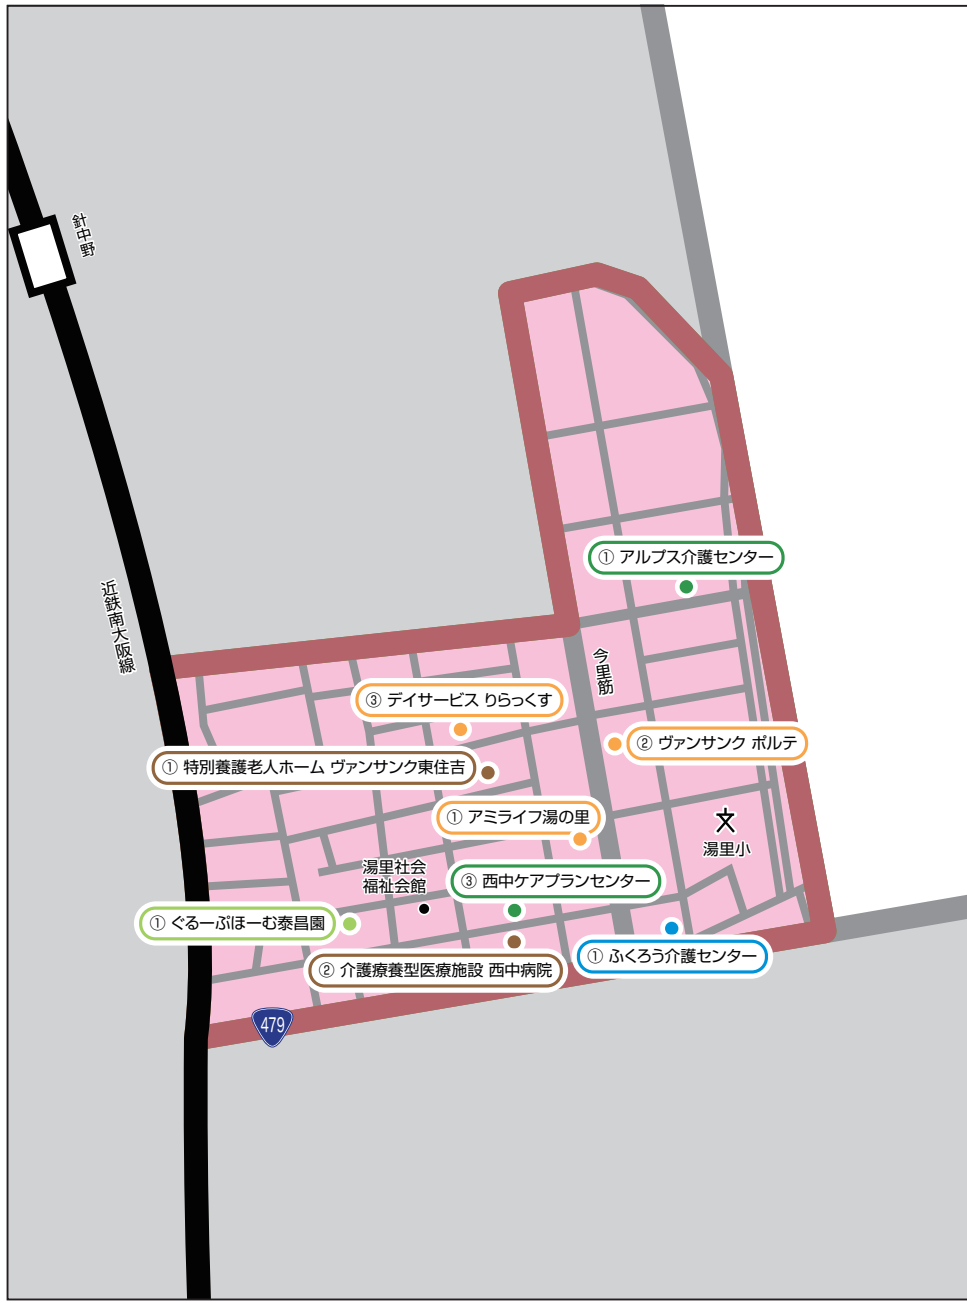 針中野
近鉄南大阪線
① アルプス介護センター
今里筋
③ デイサービス りらっくす
② ヴァンサンク ポルテ
① 特別養護老人ホーム ヴァンサンク東住吉
① アミライフ湯の里
湯里小
湯里社会
福祉会館
③ 西中ケアプランセンター
① ぐるーぷほーむ泰昌園
① ふくろう介護センター
② 介護療養型医療施設 西中病院
479